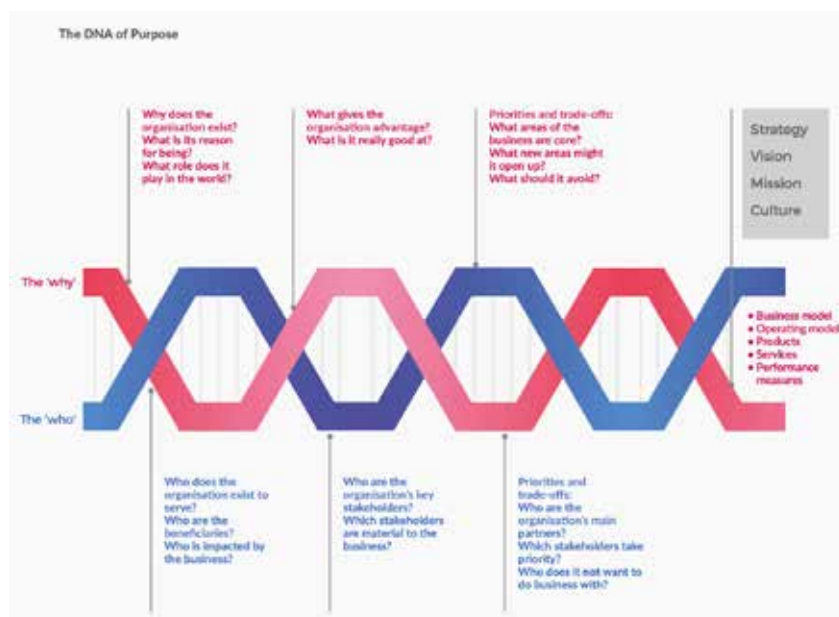 The DNA of Purpose
Why does the
organisation exist?
What is its reason
for being?
What role does it
play in the world?
What gives the
organisation advantage?
What is it really good at?
Priorities and trade-offs:
What areas of the
business are core?
What new areas might
it open up?
What should it avoid?
Strategy
Vision
Mission
Culture
The 'why'
• Business model
• Operating model
• Products
• Services
• Performance
measures
The 'who'
Who does the
organisation exist to
serve?
Who are the
beneficiaries?
Who is impacted by
the business?
Who are the
organisation's key
stakeholders?
Which stakeholders
are material to the
business?
Priorities and
trade-offs:
Who are the
organisation's main
partners?
Which stakeholders take
priority?
Who does it not want to
do business with?